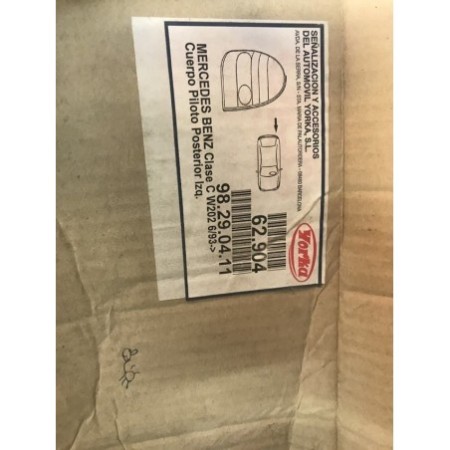 SEÑALIZACION Y ACCESORIOS
DEL AUTOMOVIL YORKA, S.L.
Yorka
62.904
98.29.04.11
MERCEDES BENZ Clase C W202 6/93->
Cuerpo Piloto Posterior Izq.